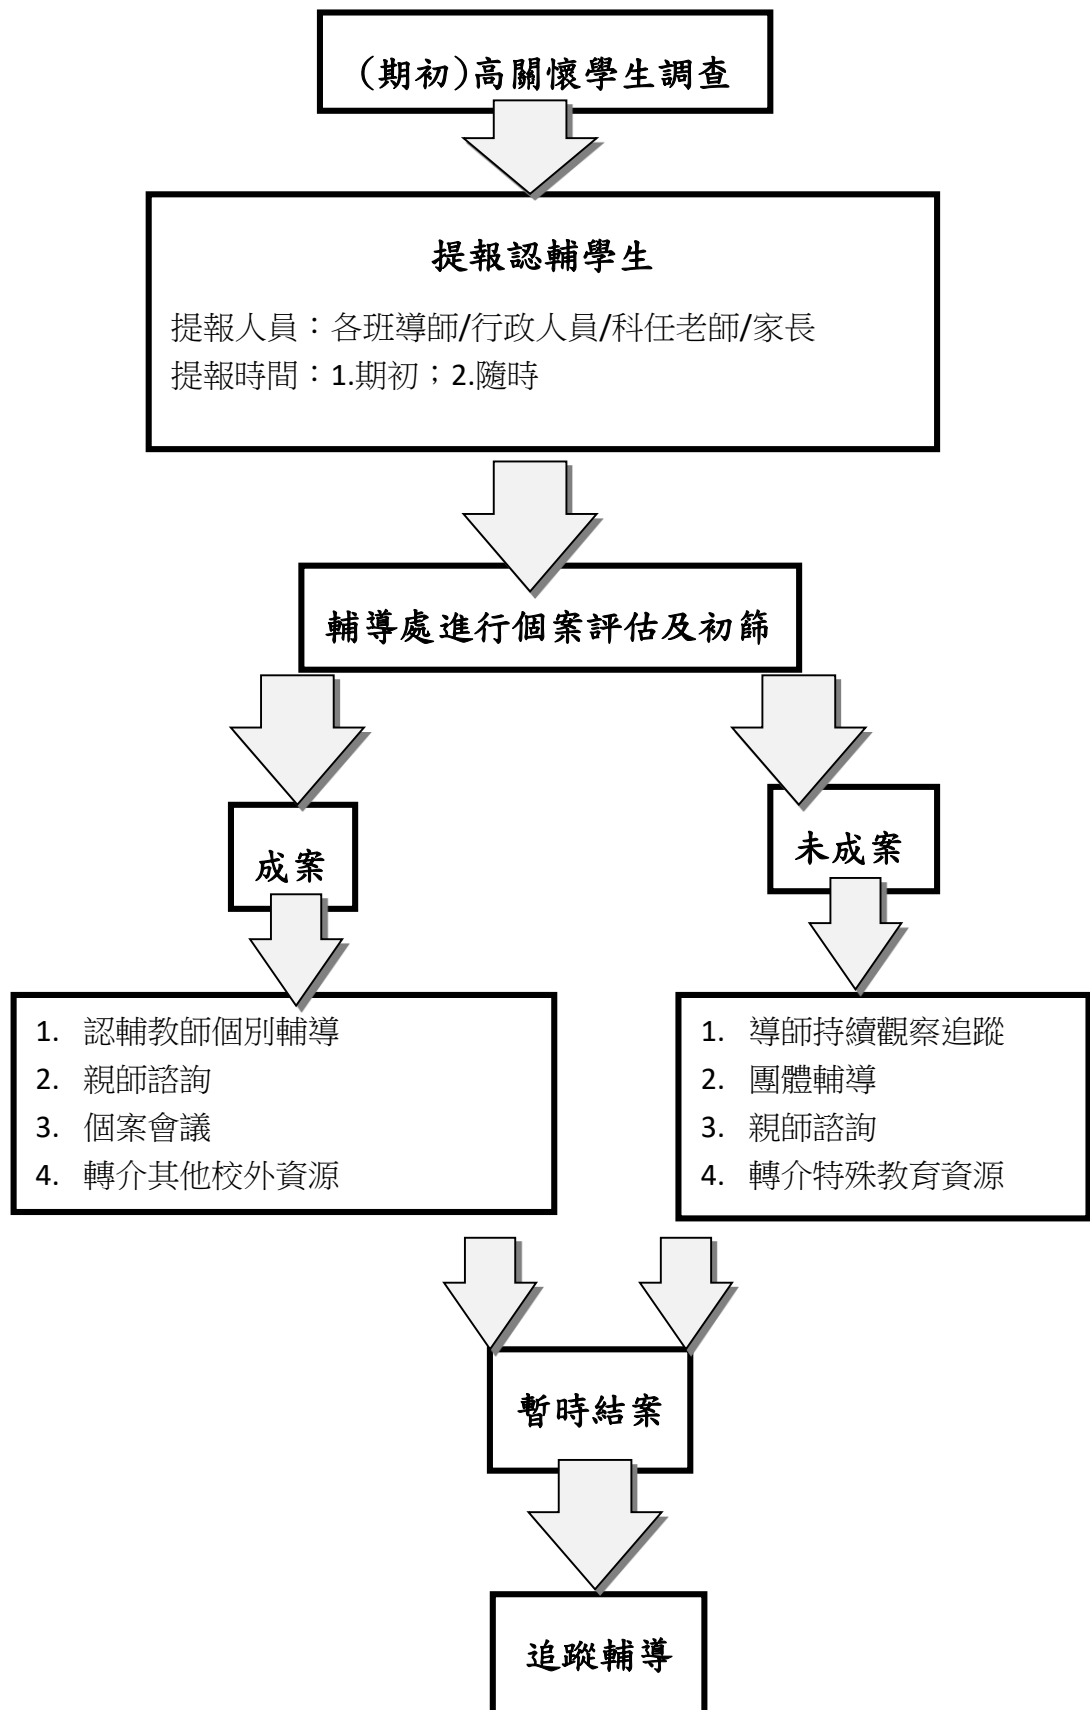 (期初)高關懷學生調查
提報認輔學生
提報人員：各班導師/行政人員/科任老師/家長
提報時間：1.期初；2.隨時
輔導處進行個案評估及初篩
成案
未成案
1. 認輔教師個別輔導
2. 親師諮詢
3. 個案會議
4. 轉介其他校外資源
1. 導師持續觀察追蹤
2. 團體輔導
3. 親師諮詢
4. 轉介特殊教育資源
暫時結案
追蹤輔導